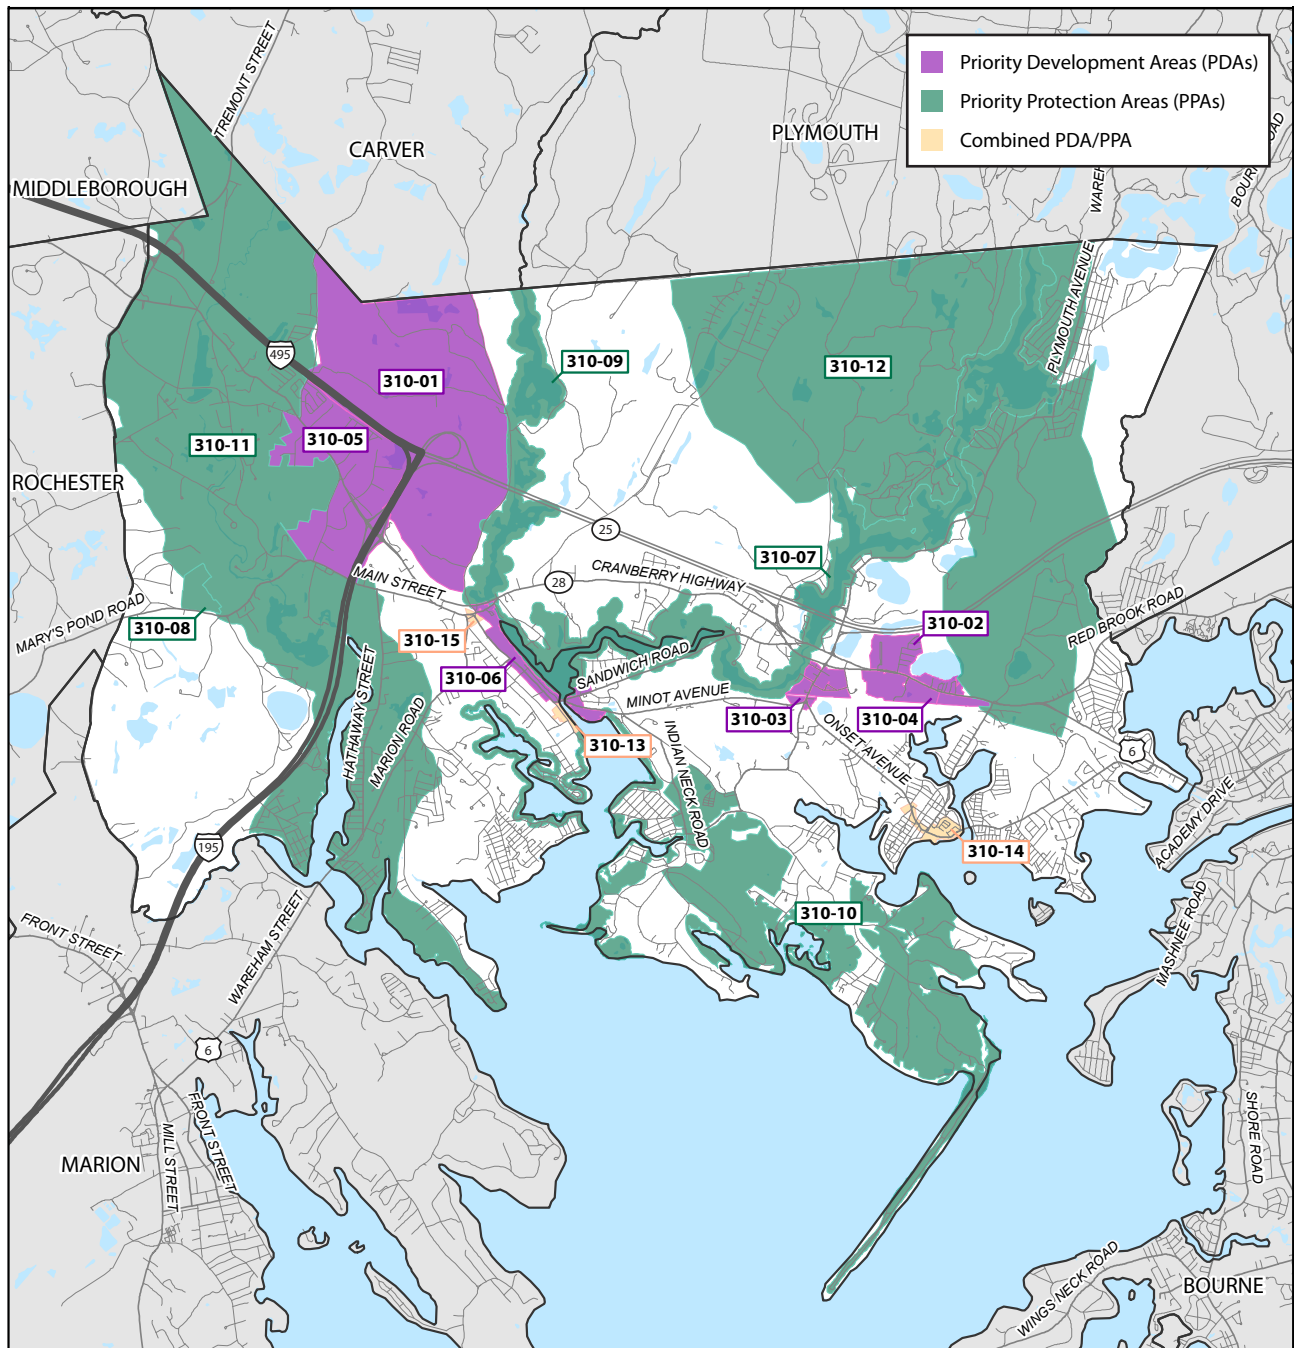 Priority Development Areas (PDAs)
Priority Protection Areas (PPAs)
Combined PDA/PPA
TREMONT STREET
CARVER
PLYMOUTH
MIDDLEBOROUGH
PLYMOUTH AVENUE
495
310-01
310-09
310-12
310-11
310-05
ROCHESTER
25
310-07
CRANBERRY HIGHWAY
28
MAIN STREET
MARY'S POND ROAD
310-08
310-15
310-02
RED BROOK ROAD
SANDWICH ROAD
310-06
MINOT AVENUE
310-03
310-04
HATHAWAY STREET
MARION ROAD
310-13
INDIAN NECK ROAD
ONSET AVENUE
6
ACADEMY DRIVE
195
310-14
310-10
FRONT STREET
WAREHAM STREET
MASHNEE ROAD
6
FRONT STREET
MILL STREET
MARION
SHORE ROAD
WINGS NECK ROAD
BOURNE